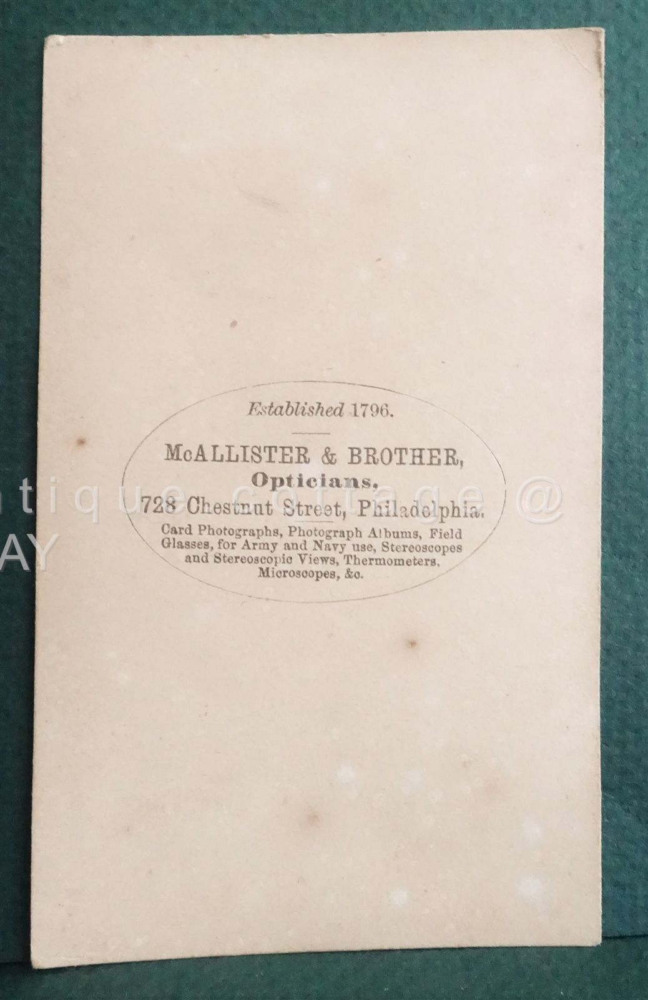 Established 1796.
McALLISTER & BROTHER,
Opticians.
728 Chestnut Street, Philadelphia.
Card Photographs, Photograph Albums, Field
Glasses, for Army and Navy use, Stereoscopes
and Stereoscopic Views, Thermometers,
Microscopes, &c.
ntique cottage @
AY